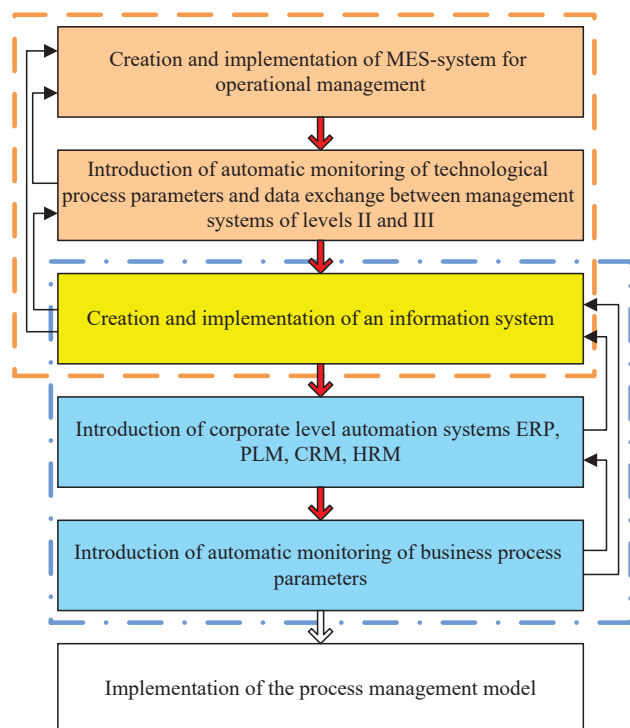 Creation and implementation of MES-system for
operational management
Introduction of automatic monitoring of technological
process parameters and data exchange between management
systems of levels II and III
Creation and implementation of an information system
Introduction of corporate level automation systems ERP,
PLM, CRM, HRM
Introduction of automatic monitoring of business process
parameters
Implementation of the process management model